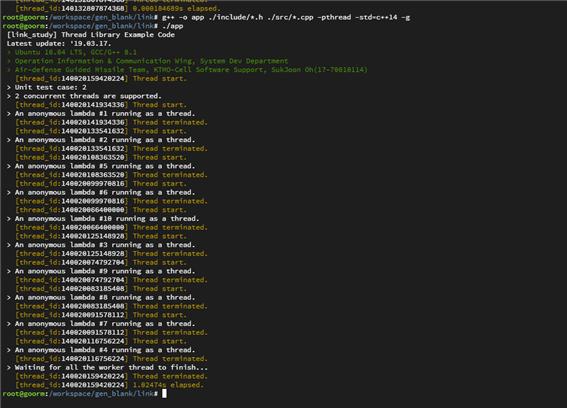 [thread_id:140132007874368] 0.000184689s elapsed.
root@goorm:/workspace/gen_blank/link# g++ -o app ./include/*.h ./src/*.cpp -pthread -std=c++14 -g
root@goorm:/workspace/gen_blank/link# ./app
[link_study] Thread Library Example Code
Latest update: '19.03.17.
> Ubuntu 18.04 LTS, GCC/G++ 8.1
> Operation Information & Communication Wing, System Dev Department
> Air-defense Guided Missile Team, KTMO-Cell Software Support, SukJoon Oh(17-70010114)
[thread_id:140020159420224] Thread start.
> Unit test case: 2
> 2 concurrent threads are supported.
[thread_id:140020141934336] Thread start.
> An anonymous lambda #1 running as a thread.
[thread_id:140020141934336] Thread terminated.
[thread_id:140020133541632] Thread start.
> An anonymous lambda #2 running as a thread.
[thread_id:140020133541632] Thread terminated.
[thread_id:140020108363520] Thread start.
> An anonymous lambda #5 running as a thread.
[thread_id:140020108363520] Thread terminated.
[thread_id:140020099970816] Thread start.
> An anonymous lambda #6 running as a thread.
[thread_id:140020099970816] Thread terminated.
[thread_id:140020066400000] Thread start.
> An anonymous lambda #10 running as a thread.
[thread_id:140020066400000] Thread terminated.
[thread_id:140020125148928] Thread start.
> An anonymous lambda #3 running as a thread.
[thread_id:140020125148928] Thread terminated.
[thread_id:140020074792704] Thread start.
> An anonymous lambda #9 running as a thread.
[thread_id:140020074792704] Thread terminated.
[thread_id:140020083185408] Thread start.
> An anonymous lambda #8 running as a thread.
[thread_id:140020083185408] Thread terminated.
[thread_id:140020091578112] Thread start.
> An anonymous lambda #7 running as a thread.
[thread_id:140020091578112] Thread terminated.
[thread_id:140020116756224] Thread start.
> An anonymous lambda #4 running as a thread.
[thread_id:140020116756224] Thread terminated.
> Waiting for all the worker thread to finish...
[thread_id:140020159420224] Thread terminated.
[thread_id:140020159420224] 1.02474s elapsed.
root@goorm:/workspace/gen_blank/link#